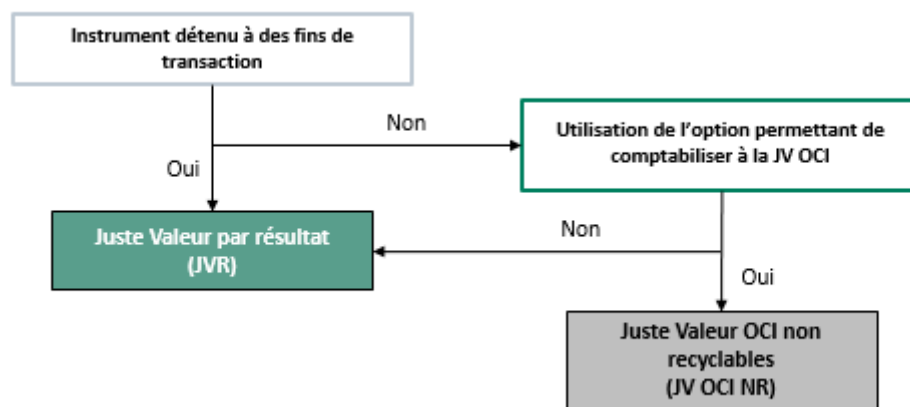 Instrument détenu à des fins de
transaction
Non
Utilisation de l'option permettant de
comptabiliser à la JV OCI
Oui
Juste Valeur par résultat
(JVR)
Non
Oui
Juste Valeur OCI non
recyclables
(JV OCI NR)